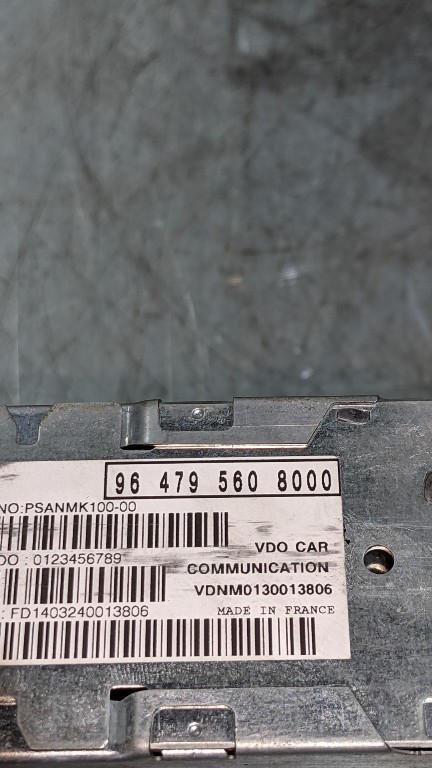 96 479 560 8000
NO:PSANMK100-00
VDO CAR
DO : 0123456789
COMMUNICATION
VDNM0130013806
: FD1403240013806
MADE IN FRANCE